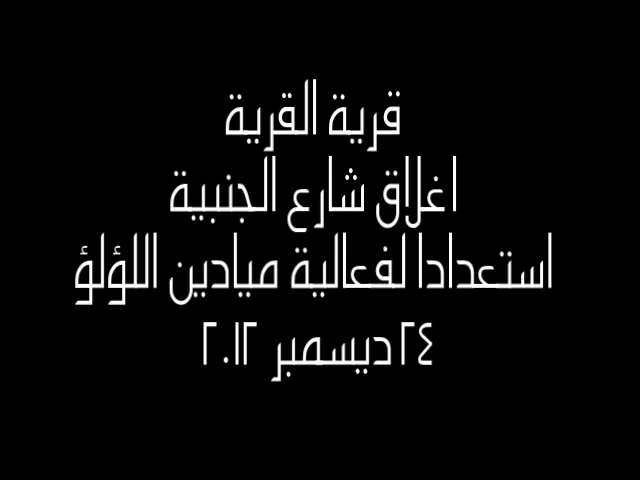 قرية القرية
اغلاق شارع الجنبية
استعدادا لفعالية ميادين اللؤلؤ
٢٤ ديسمبر ٢٠١٢